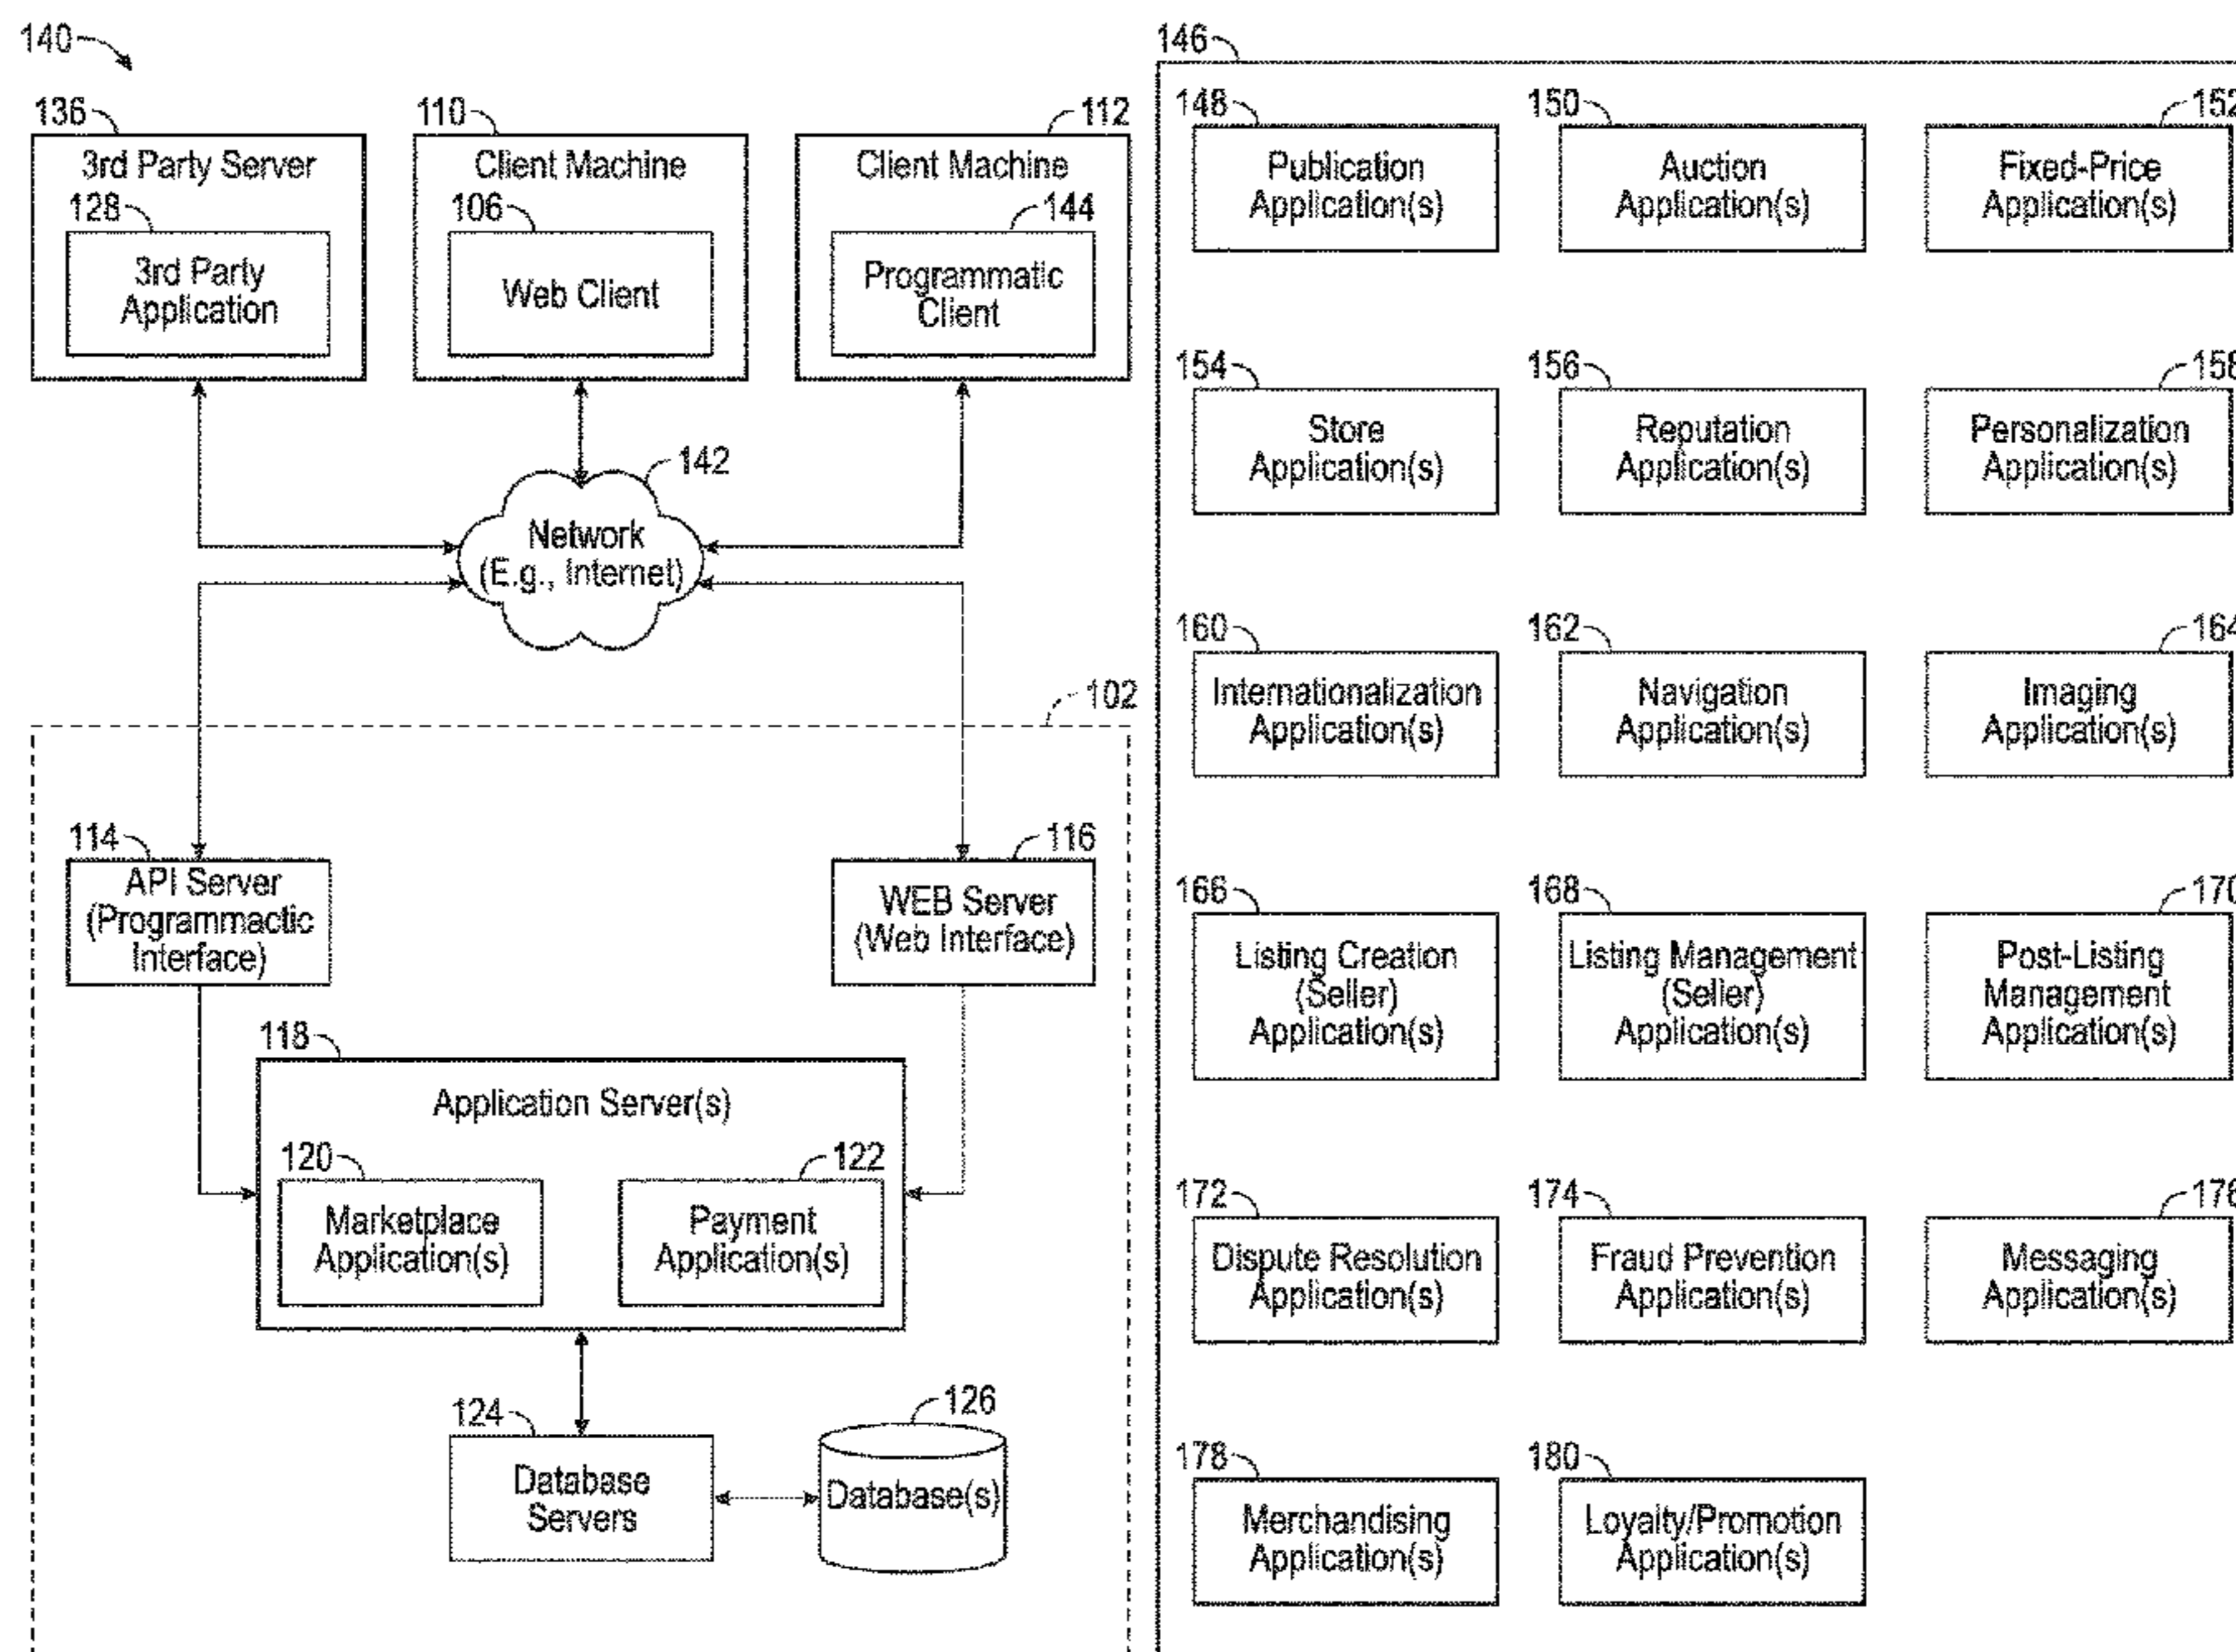 140
136
3rd Party Server
128
3rd Party
Application
110
Client Machine
106
Web Client
112
Client Machine
144
Programmatic
Client
142
Network
(E.g., Internet)
102
114
API Server
(Programmactic
Interface)
116
WEB Server
(Web Interface)
118
Application Server(s)
120
Marketplace
Application(s)
122
Payment
Application(s)
124
Database
Servers
126
Database(s)
146
148
Publication
Application(s)
150
Auction
Application(s)
152
Fixed-Price
Application(s)
154
Store
Application(s)
156
Reputation
Application(s)
158
Personalization
Application(s)
160
Internationalization
Application(s)
162
Navigation
Application(s)
164
Imaging
Application(s)
166
Listing Creation
(Seller)
Application(s)
168
Listing Management
(Seller)
Application(s)
170
Post-Listing
Management
Application(s)
172
Dispute Resolution
Application(s)
174
Fraud Prevention
Application(s)
176
Messaging
Application(s)
178
Merchandising
Application(s)
180
Loyalty/Promotion
Application(s)